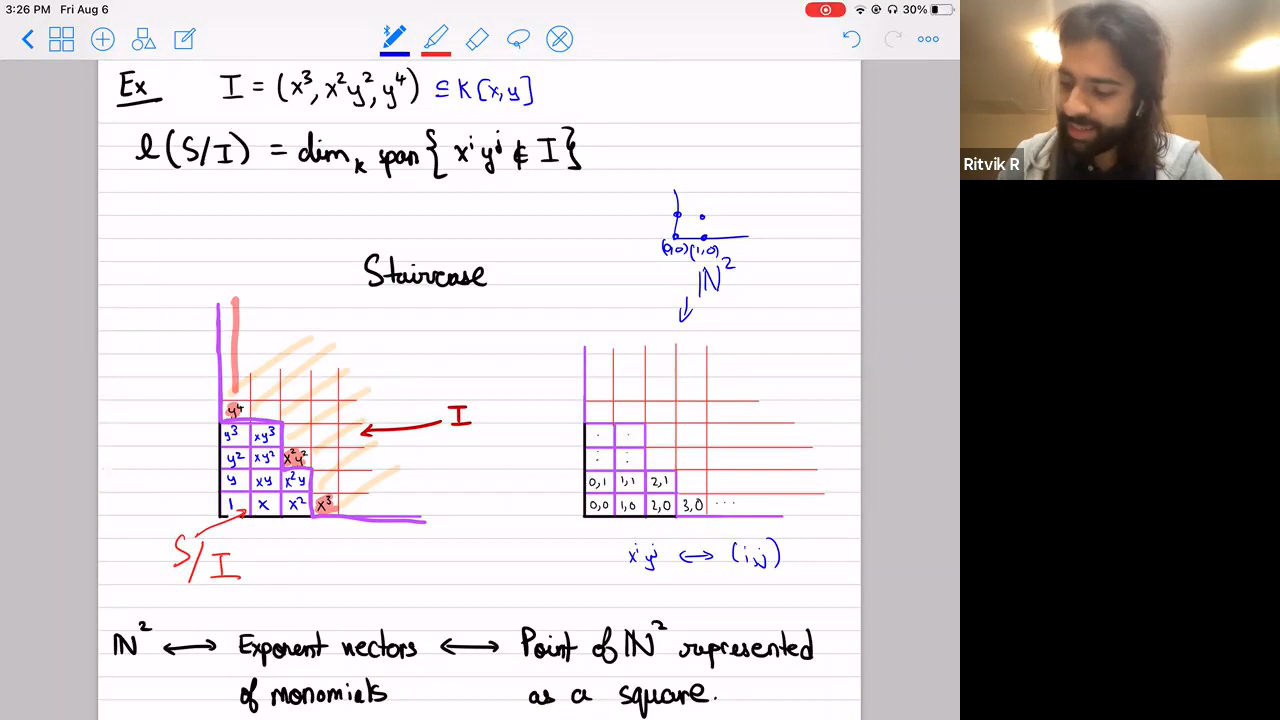 3:26 PM Fri Aug 6
30%
Ex I = (x³, x²y², y⁴) ⊆ K[x,y]
l(S/I) = dimₖ span{ xⁱyʲ ∉ I}
Ritvik R
(0,0) (1,0)
ℕ²
Staircase
y⁴
y³ xy³
y² xy² x²y²
y xy x²y
1 x x² x³
I
S/I
0,1 1,1 2,1
0,0 1,0 2,0 3,0 ...
xⁱyʲ ↔ (i,j)
ℕ² ↔ Exponent vectors ↔ Point of ℕ² represented
of monomials as a square.